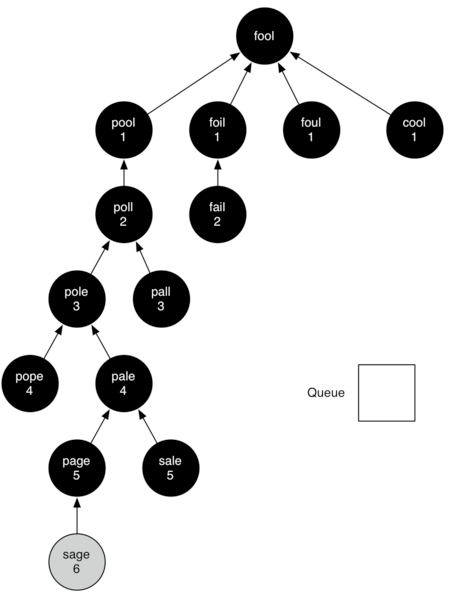 fool
pool
1
foil
1
foul
1
cool
1
poll
2
fail
2
pole
3
pall
3
pope
4
pale
4
Queue
page
5
sale
5
sage
6